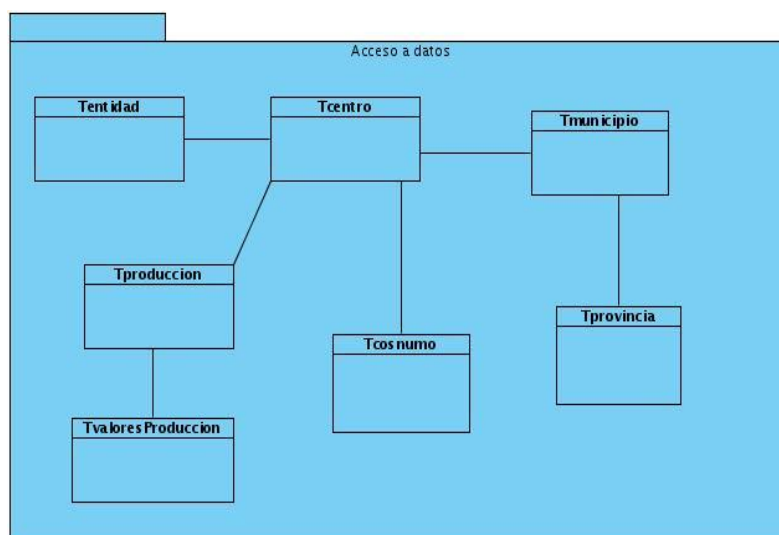 Acceso a datos
Tentidad
Tcentro
Tmunicipio
Tproduccion
Tcosnumo
Tprovincia
TvaloresProduccion